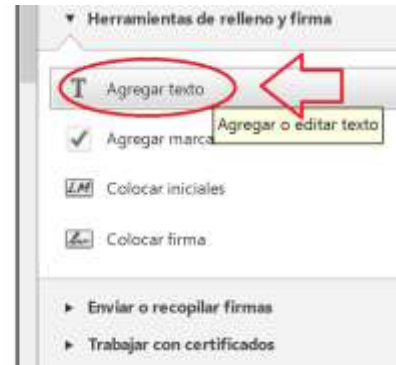 Herramientas de relleno y firma
T Agregar texto
Agregar o editar texto
Agregar marca
LM Colocar iniciales
Colocar firma
Enviar o recopilar firmas
Trabajar con certificados